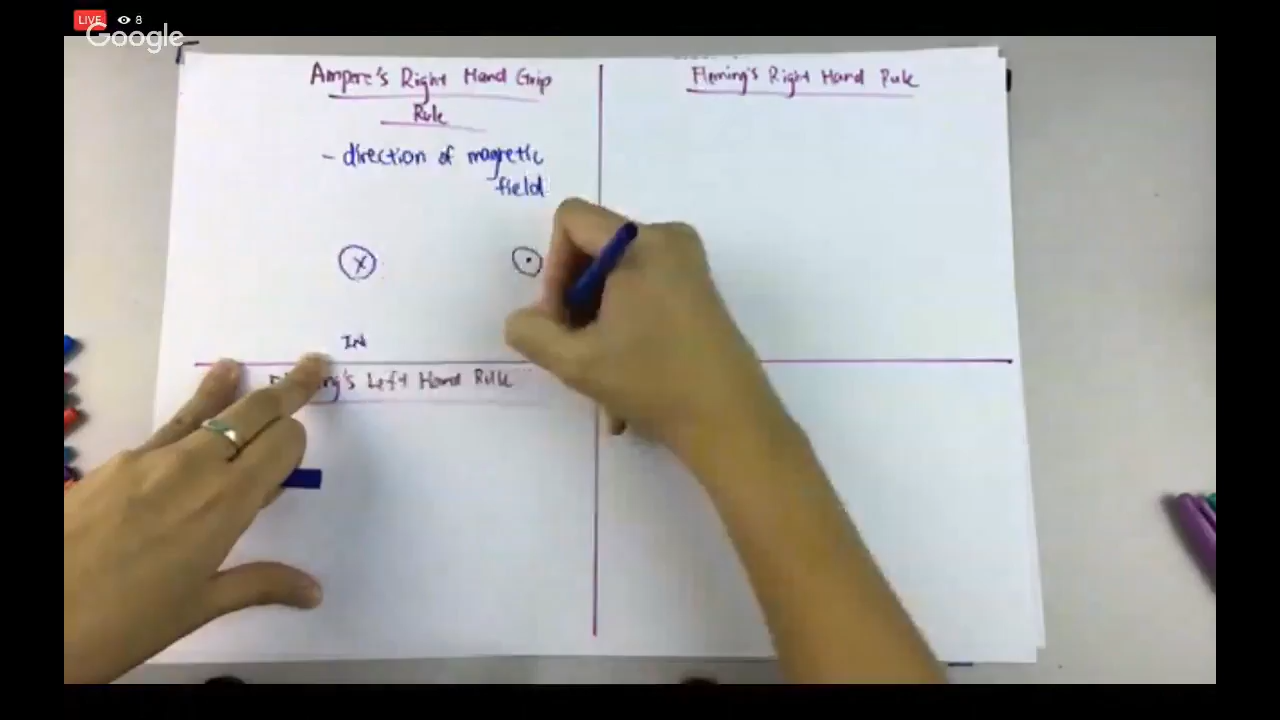 LIVE 8
Google
Ampere's Right Hand Grip
Rule
- direction of magnetic
field
X
IN
Fleming's Right Hand Rule
Left Hand Rule